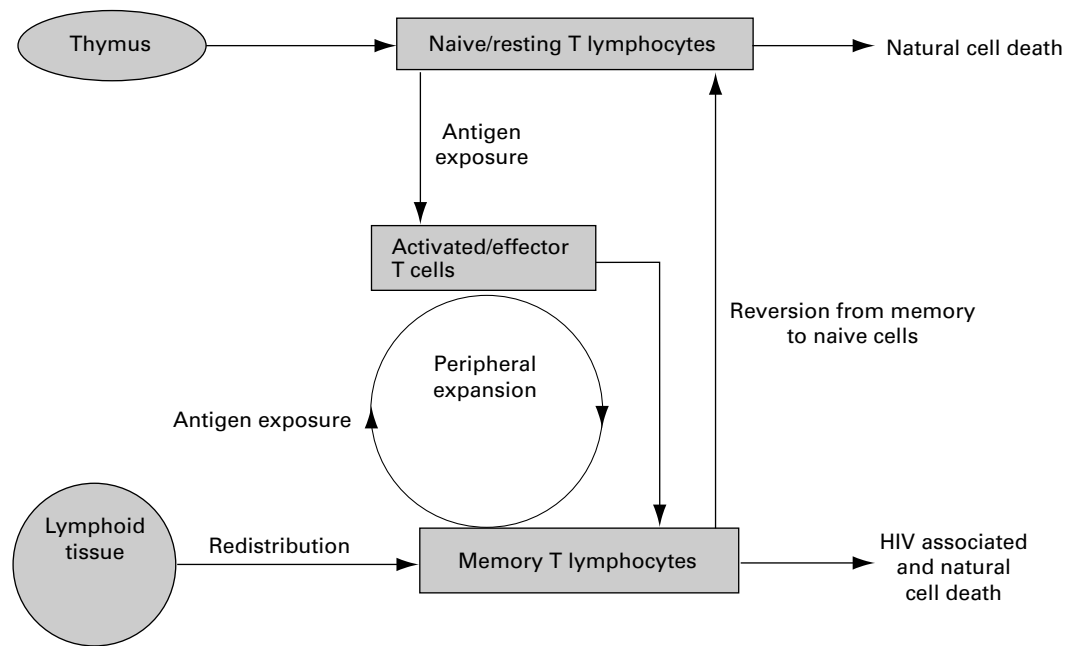 Thymus
Naive/resting T lymphocytes
Natural cell death
Antigen
exposure
Activated/effector
T cells
Reversion from memory
to naive cells
Peripheral
expansion
Antigen exposure
Lymphoid
tissue
Redistribution
Memory T lymphocytes
HIV associated
and natural
cell death